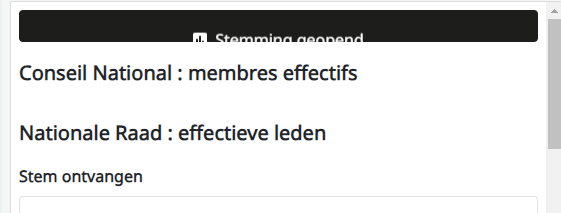 Stemming geopend
Conseil National : membres effectifs
Nationale Raad : effectieve leden
Stem ontvangen